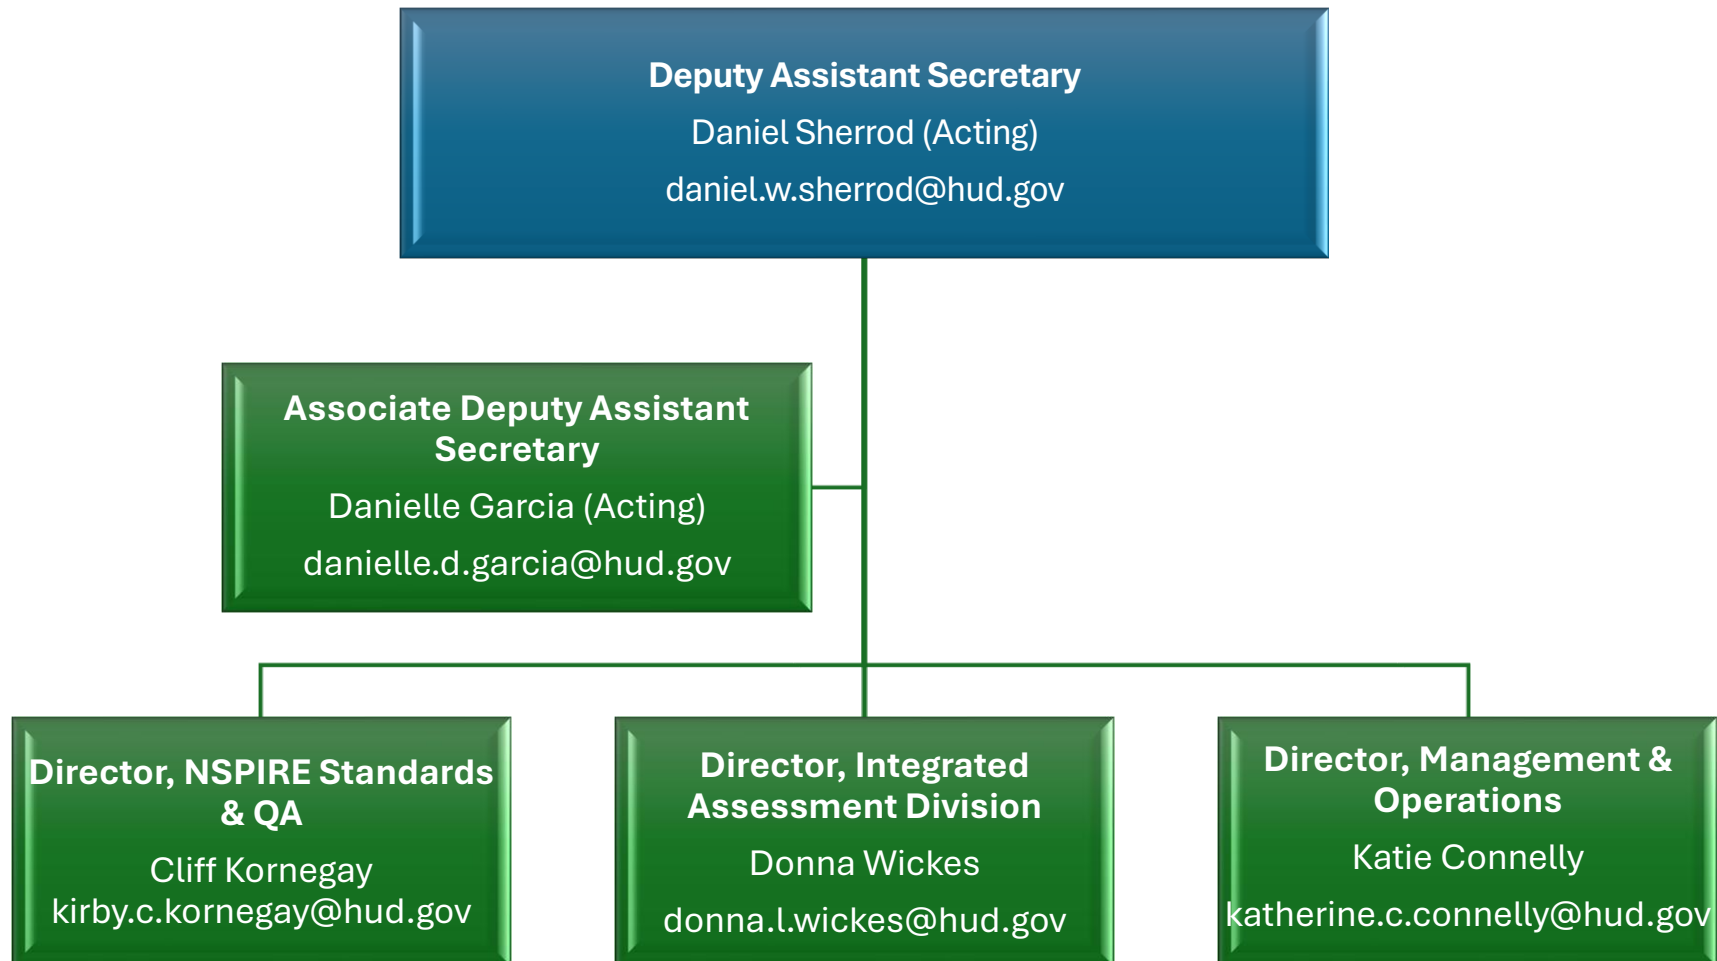 Deputy Assistant Secretary
Daniel Sherrod (Acting)
daniel.w.sherrod@hud.gov
Associate Deputy Assistant
Secretary
Danielle Garcia (Acting)
danielle.d.garcia@hud.gov
Director, NSPIRE Standards
& QA
Cliff Kornegay
kirby.c.kornegay@hud.gov
Director, Integrated
Assessment Division
Donna Wickes
donna.l.wickes@hud.gov
Director, Management &
Operations
Katie Connelly
katherine.c.connelly@hud.gov